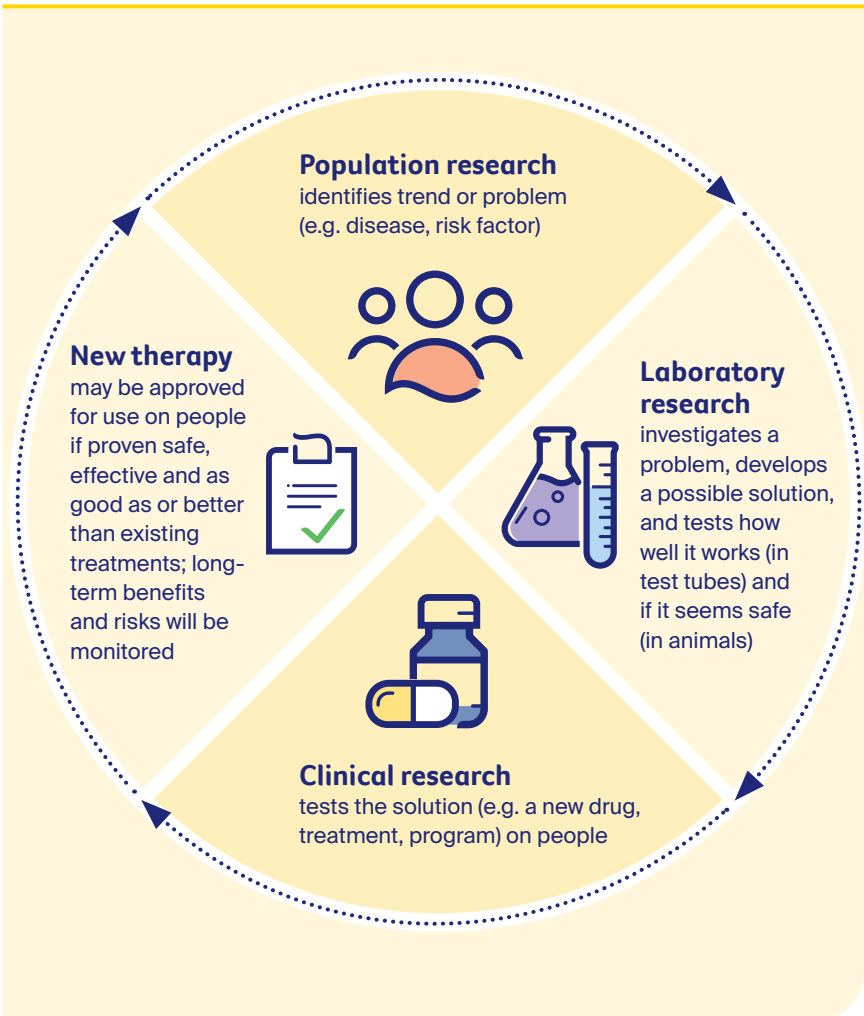 Population research
identifies trend or problem
(e.g. disease, risk factor)
Laboratory
research
investigates a
problem, develops
a possible solution,
and tests how
well it works (in
test tubes) and
if it seems safe
(in animals)
Clinical research
tests the solution (e.g. a new drug,
treatment, program) on people
New therapy
may be approved
for use on people
if proven safe,
effective and as
good as or better
than existing
treatments; long-
term benefits
and risks will be
monitored